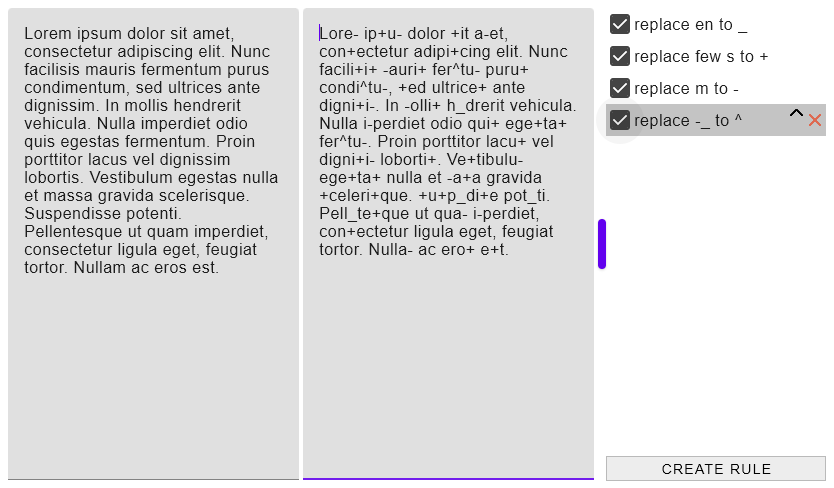 Lorem ipsum dolor sit amet,
consectetur adipiscing elit. Nunc
facilisis mauris fermentum purus
condimentum, sed ultrices ante
dignissim. In mollis hendrerit
vehicula. Nulla imperdiet odio
quis egestas fermentum. Proin
porttitor lacus vel dignissim
lobortis. Vestibulum egestas nulla
et massa gravida scelerisque.
Suspendisse potenti.
Pellentesque ut quam imperdiet,
consectetur ligula eget, feugiat
tortor. Nullam ac eros est.
Lore- ip+u- dolor +it a-et,
con+ectetur adipi+cing elit. Nunc
facili+i+ -auri+ fer^tu- puru+
condi^tu-, +ed ultrice+ ante
digni+i-. In -olli+ h_drerit vehicula.
Nulla i-perdiet odio qui+ ege+ta+
fer^tu-. Proin porttitor lacu+ vel
digni+i- loborti+. Ve+tibulu-
ege+ta+ nulla et -a+a gravida
+celeri+que. +u+p_di+e pot_ti.
Pell_te+que ut qua- i-perdiet,
con+ectetur ligula eget, feugiat
tortor. Nulla- ac ero+ e+t.
replace en to _
replace few s to +
replace m to -
replace -_ to ^
CREATE RULE